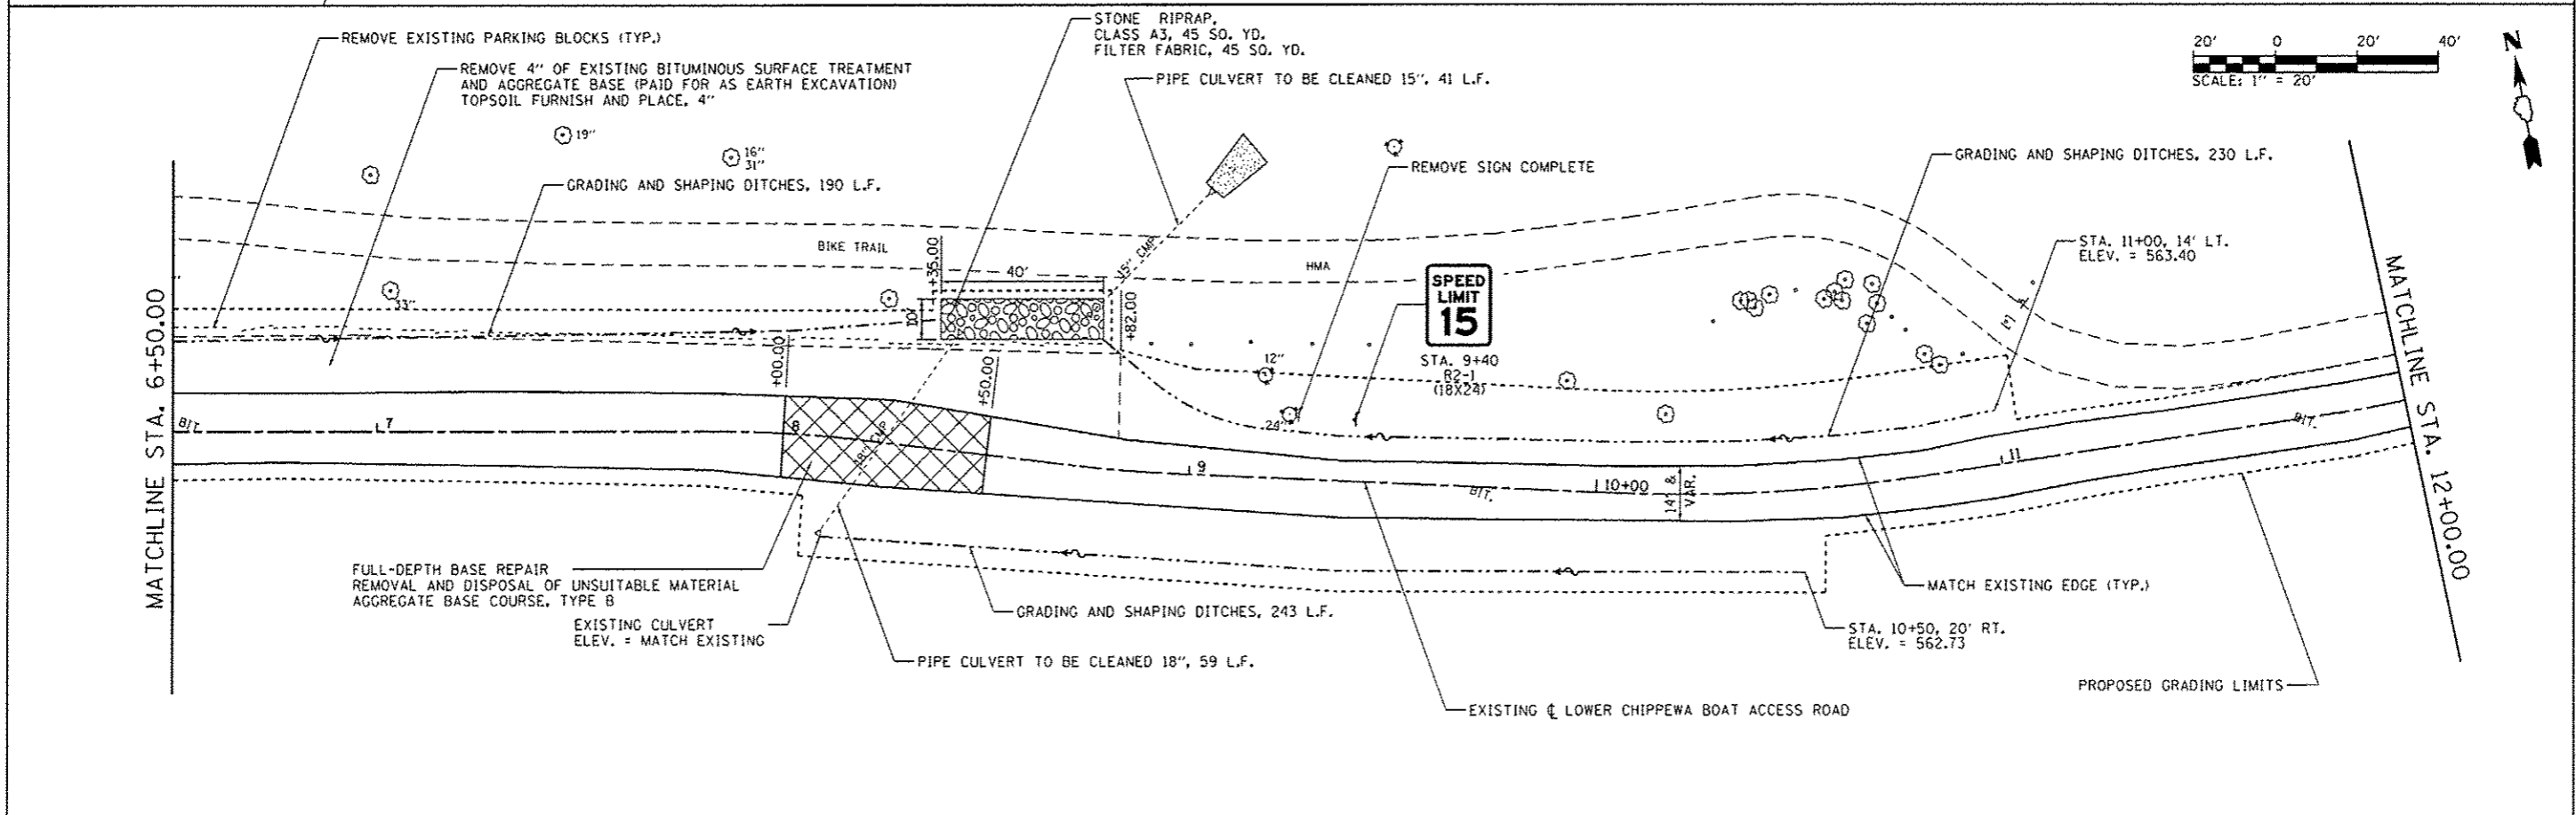 REMOVE EXISTING PARKING BLOCKS (TYP.)
REMOVE 4" OF EXISTING BITUMINOUS SURFACE TREATMENT
AND AGGREGATE BASE (PAID FOR AS EARTH EXCAVATION)
TOPSOIL FURNISH AND PLACE, 4"
STONE RIPRAP,
CLASS A3, 45 SQ. YD.
FILTER FABRIC, 45 SQ. YD.
PIPE CULVERT TO BE CLEANED 15", 41 L.F.
20' 0 20' 40'
SCALE: 1" = 20'
N
19"
16"
31"
GRADING AND SHAPING DITCHES, 190 L.F.
REMOVE SIGN COMPLETE
GRADING AND SHAPING DITCHES, 230 L.F.
BIKE TRAIL
+35.00
40'
15" CMP
HMA
SPEED
LIMIT
15
STA. 9+40
R2-1
(18X24)
STA. 11+00, 14' LT.
ELEV. = 563.40
33"
10'
+82.00
+00.00
+50.00
12"
24"
MATCHLINE STA. 6+50.00
MATCHLINE STA. 12+00.00
BIT.
7
8
18" CMP
9
BIT.
10+00
14' &
VAR.
11
BIT.
FULL-DEPTH BASE REPAIR
REMOVAL AND DISPOSAL OF UNSUITABLE MATERIAL
AGGREGATE BASE COURSE, TYPE B
EXISTING CULVERT
ELEV. = MATCH EXISTING
GRADING AND SHAPING DITCHES, 243 L.F.
PIPE CULVERT TO BE CLEANED 18", 59 L.F.
MATCH EXISTING EDGE (TYP.)
STA. 10+50, 20' RT.
ELEV. = 562.73
PROPOSED GRADING LIMITS
EXISTING ℄ LOWER CHIPPEWA BOAT ACCESS ROAD